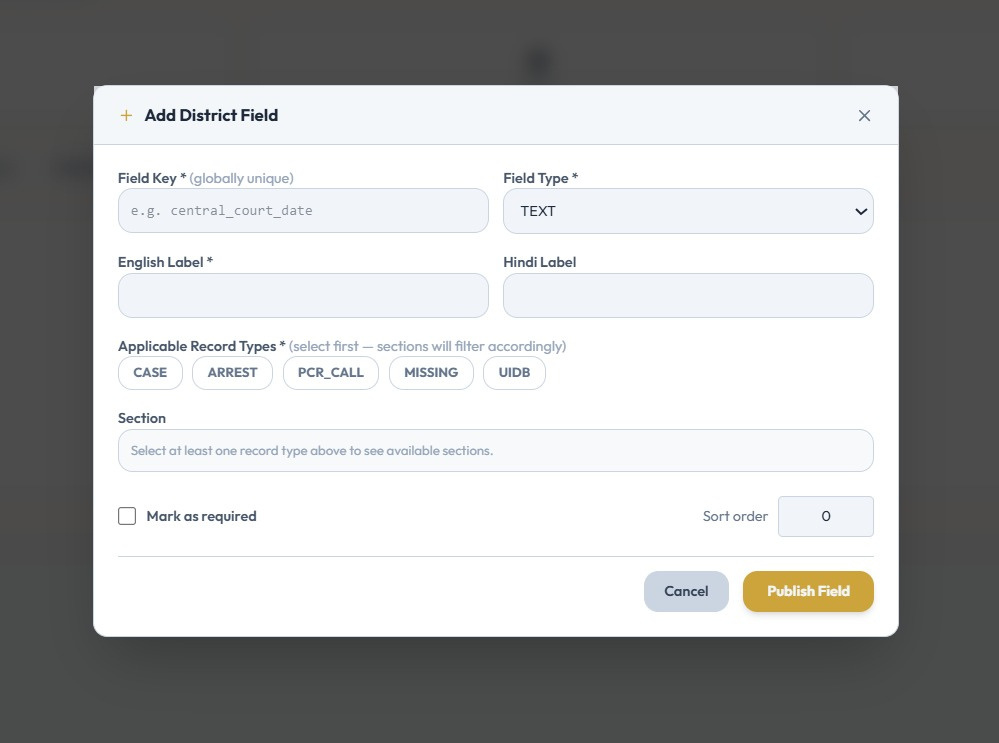 Add District Field
Field Key * (globally unique)
Field Type *
e.g. central_court_date
TEXT
English Label *
Hindi Label
Applicable Record Types * (select first — sections will filter accordingly)
CASE
ARREST
PCR_CALL
MISSING
UIDB
Section
Select at least one record type above to see available sections.
Mark as required
Sort order
0
Cancel
Publish Field